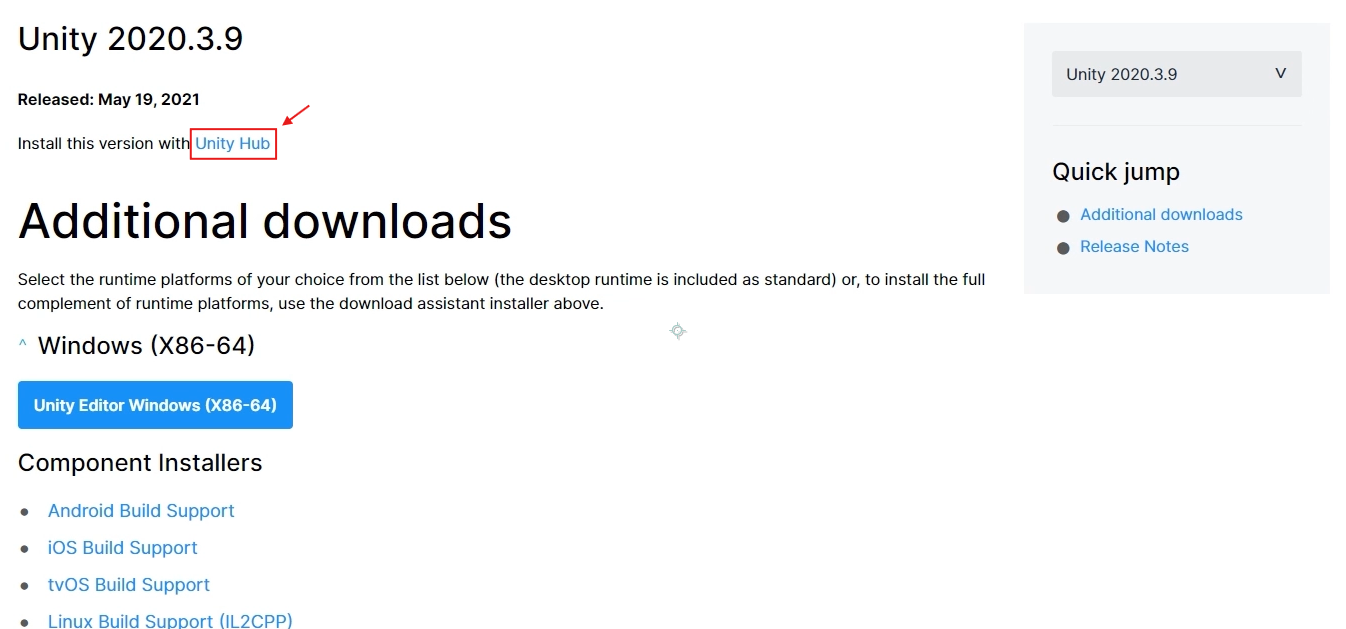 Unity 2020.3.9
Released: May 19, 2021
Install this version with Unity Hub
Additional downloads
Select the runtime platforms of your choice from the list below (the desktop runtime is included as standard) or, to install the full
complement of runtime platforms, use the download assistant installer above.
^ Windows (X86-64)
Unity Editor Windows (X86-64)
Component Installers
Android Build Support
iOS Build Support
tvOS Build Support
Linux Build Support (IL2CPP)
Unity 2020.3.9
Quick jump
Additional downloads
Release Notes